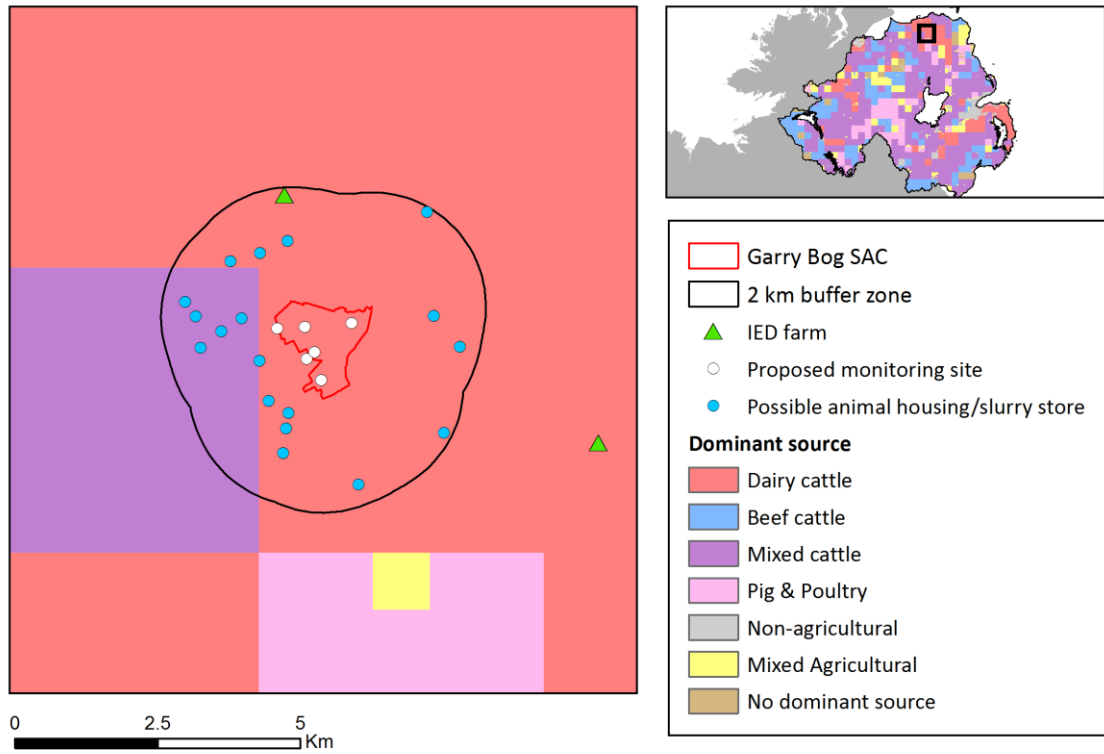 Garry Bog SAC
2 km buffer zone
IED farm
Proposed monitoring site
Possible animal housing/slurry store
Dominant source
Dairy cattle
Beef cattle
Mixed cattle
Pig & Poultry
Non-agricultural
Mixed Agricultural
No dominant source
0 2.5 5
Km